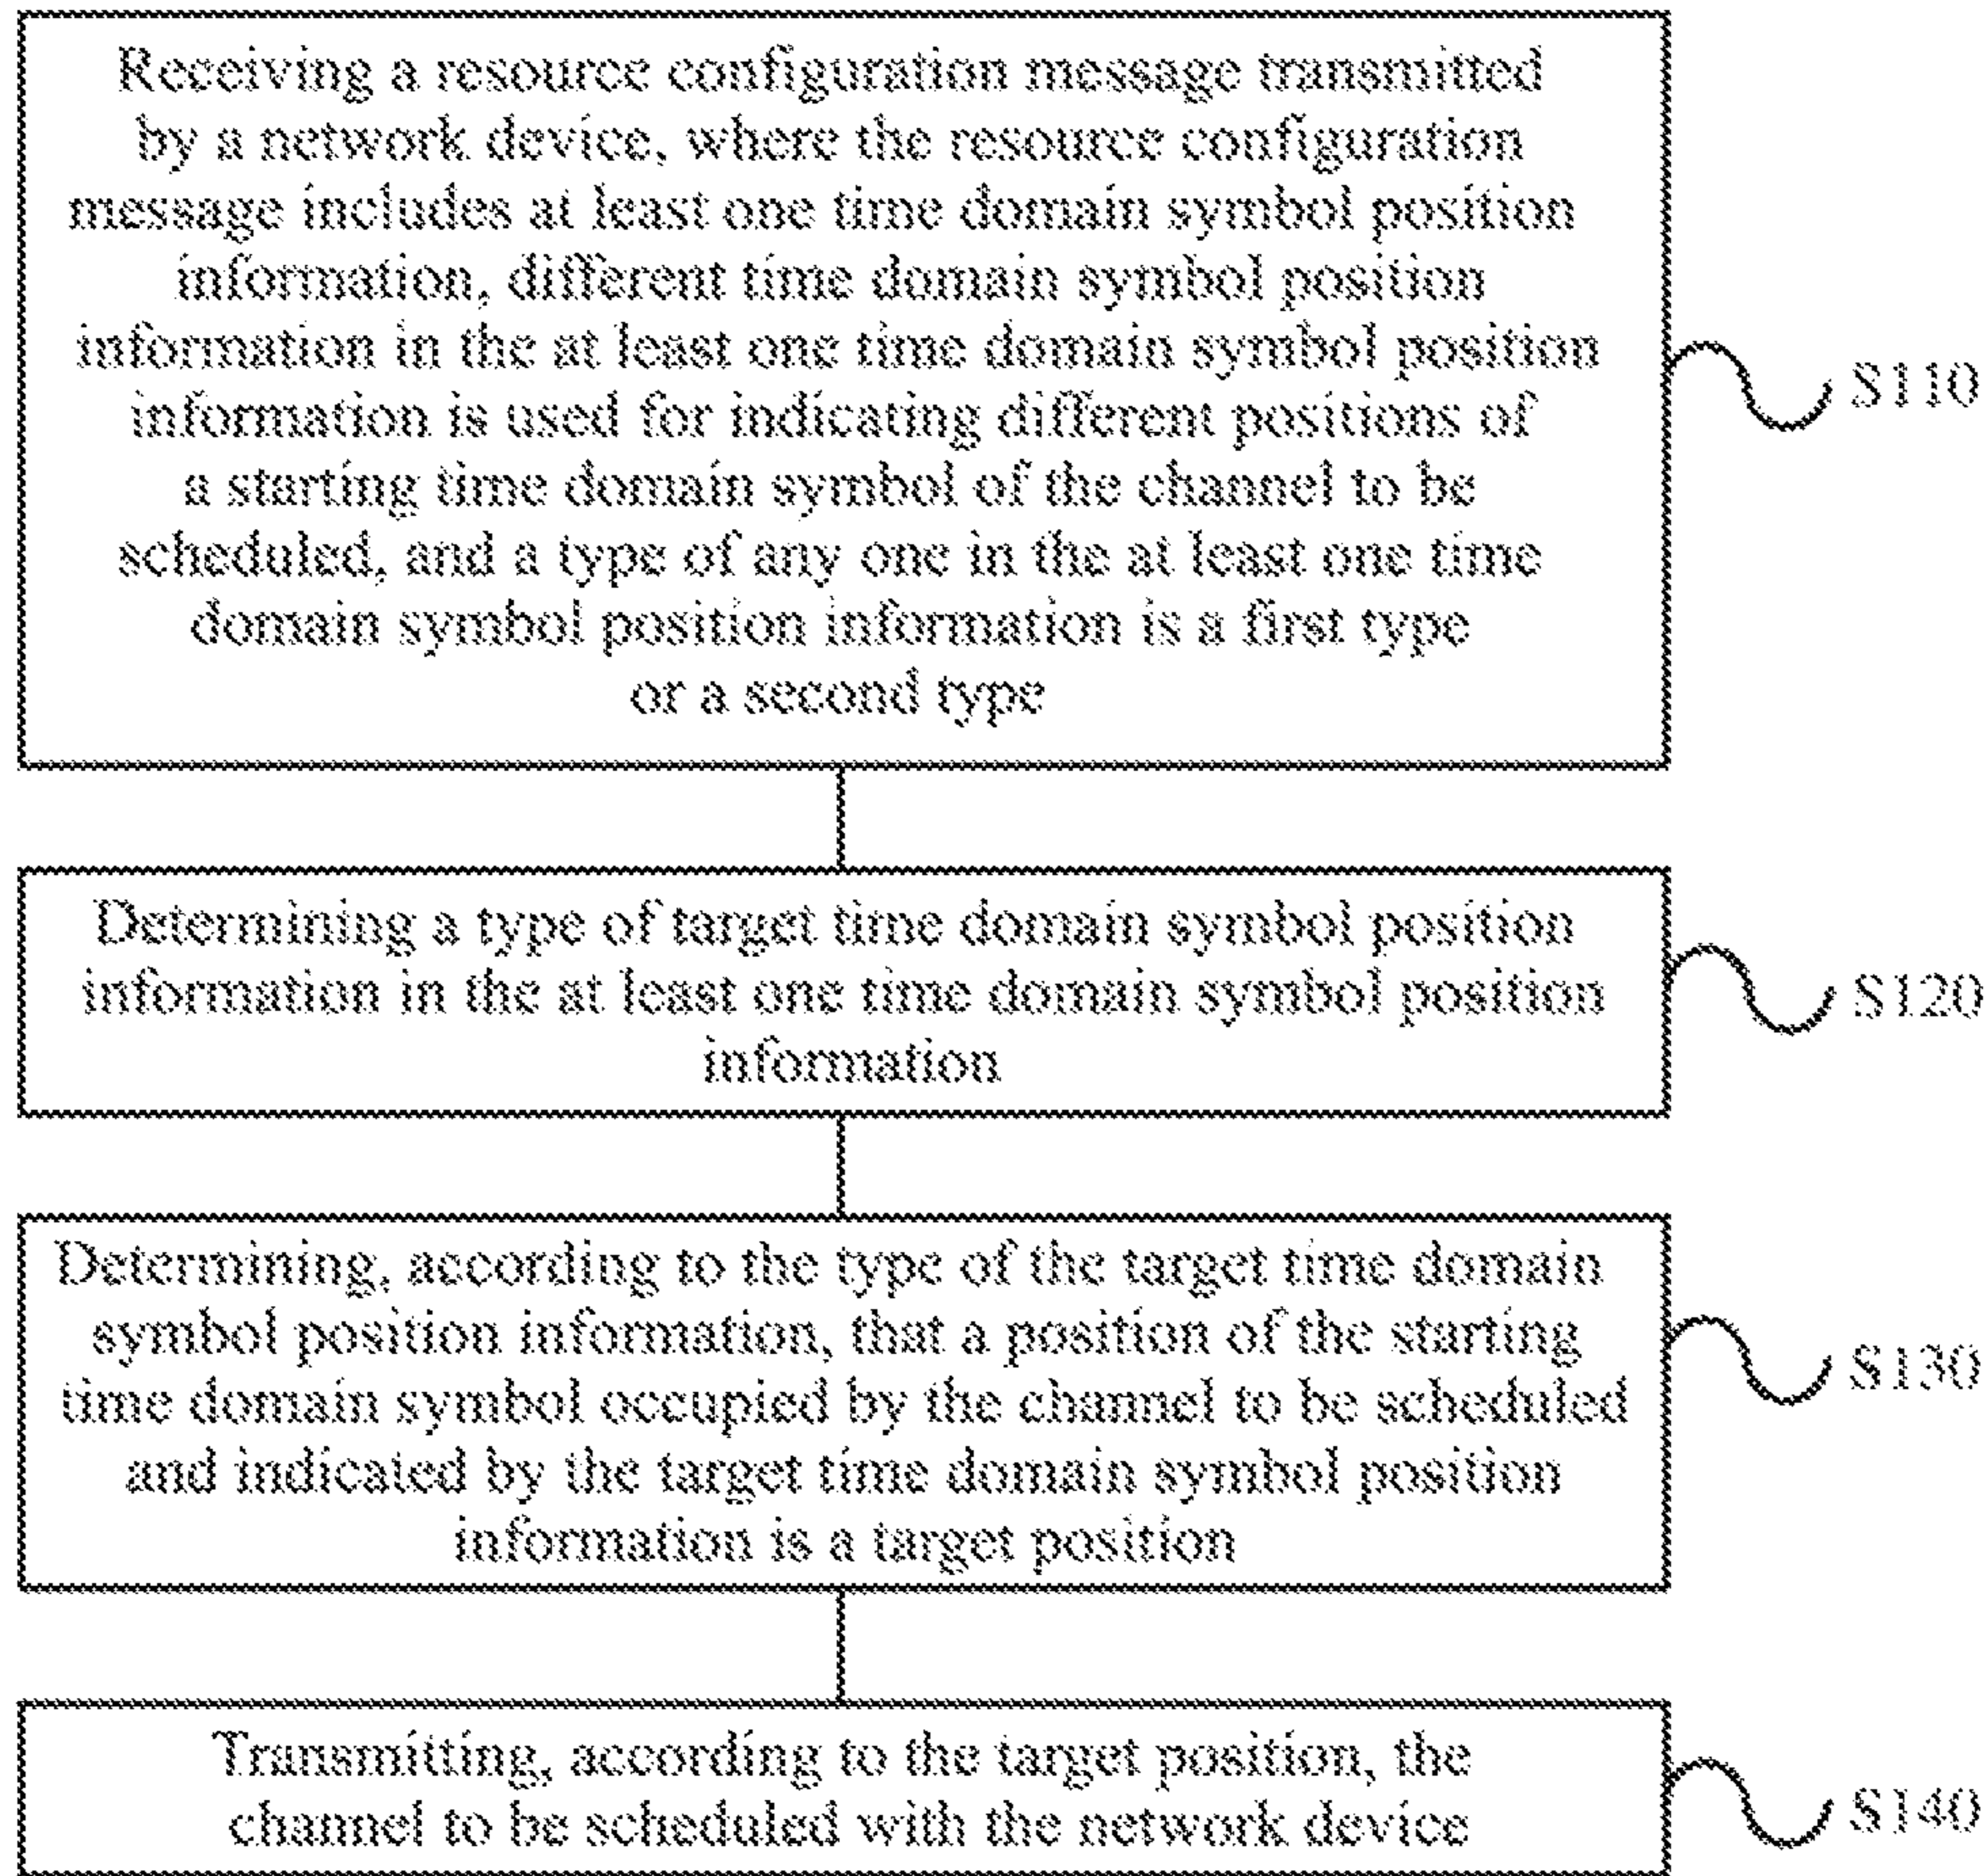 Receiving a resource configuration message transmitted
by a network device, where the resource configuration
message includes at least one time domain symbol position
information, different time domain symbol position
information in the at least one time domain symbol position
information is used for indicating different positions of
a starting time domain symbol of the channel to be
scheduled, and a type of any one in the at least one time
domain symbol position information is a first type
or a second type
S110
Determining a type of target time domain symbol position
information in the at least one time domain symbol position
information
S120
Determining, according to the type of the target time domain
symbol position information, that a position of the starting
time domain symbol occupied by the channel to be scheduled
and indicated by the target time domain symbol position
information is a target position
S130
Transmitting, according to the target position, the
channel to be scheduled with the network device
S140